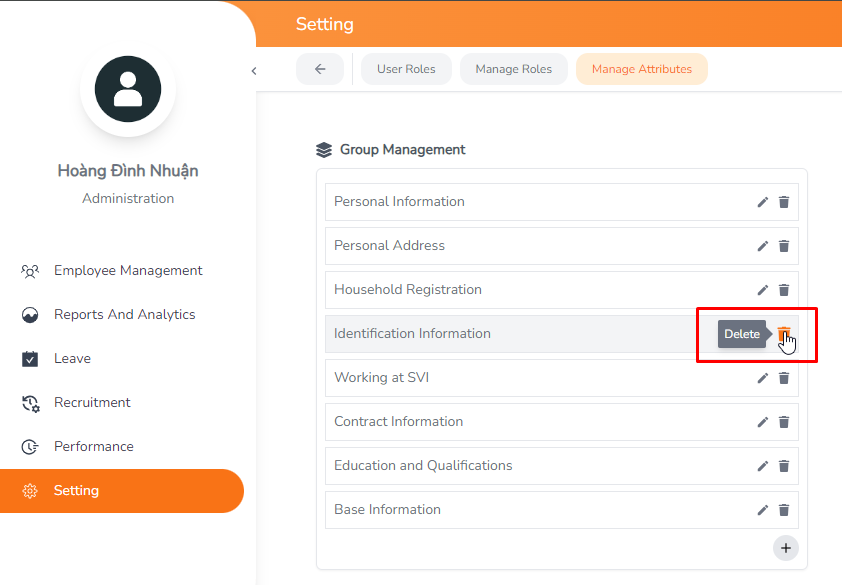 Setting
User Roles
Manage Roles
Manage Attributes
Hoàng Đình Nhuận
Administration
Employee Management
Reports And Analytics
Leave
Recruitment
Performance
Setting
Group Management
Personal Information
Personal Address
Household Registration
Identification Information
Delete
Working at SVI
Contract Information
Education and Qualifications
Base Information